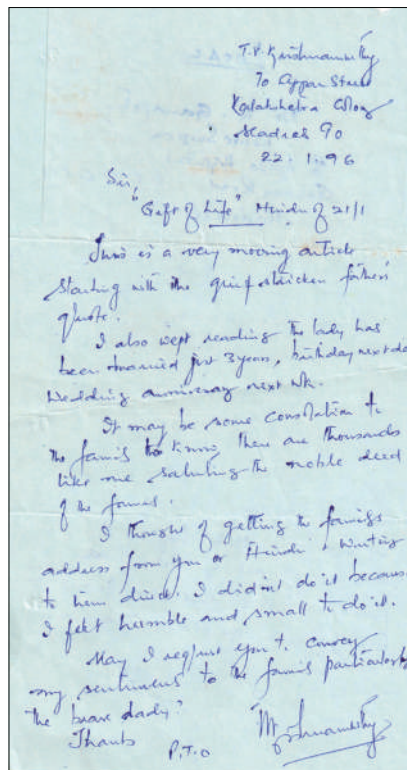 T.V. Krishnamurthy
70 Appar Street
Kalakhetra Colony
Madras 90
22.1.96
Sir,
"Gift of Life" Hindu of 21/1
This is a very moving article
starting with the grief stricken father's
quote.
I also wept reading the lady has
been married just 3 years, birthday next day
wedding anniversary next wk.
It may be some consolation to
the family to know there are thousands
like me saluting the noble deed
of the family.
I thought of getting the family's
address from you or Hindu & writing
to them direct. I didn't do it because
I felt humble and small to do it.
May I request you to convey
my sentiments to the family particularly
the brave dady?
Thanks
P.T.O